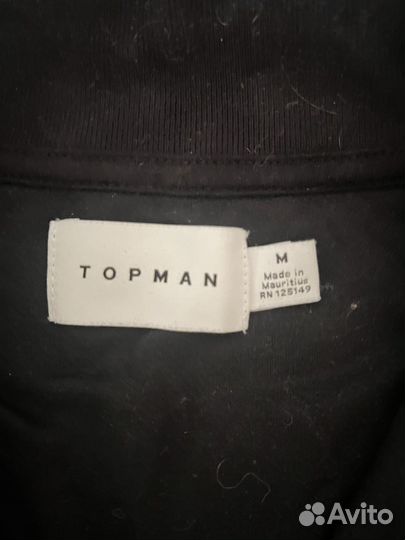 TOPMAN
M
Made in
Mauritius
RN 125149
Avito